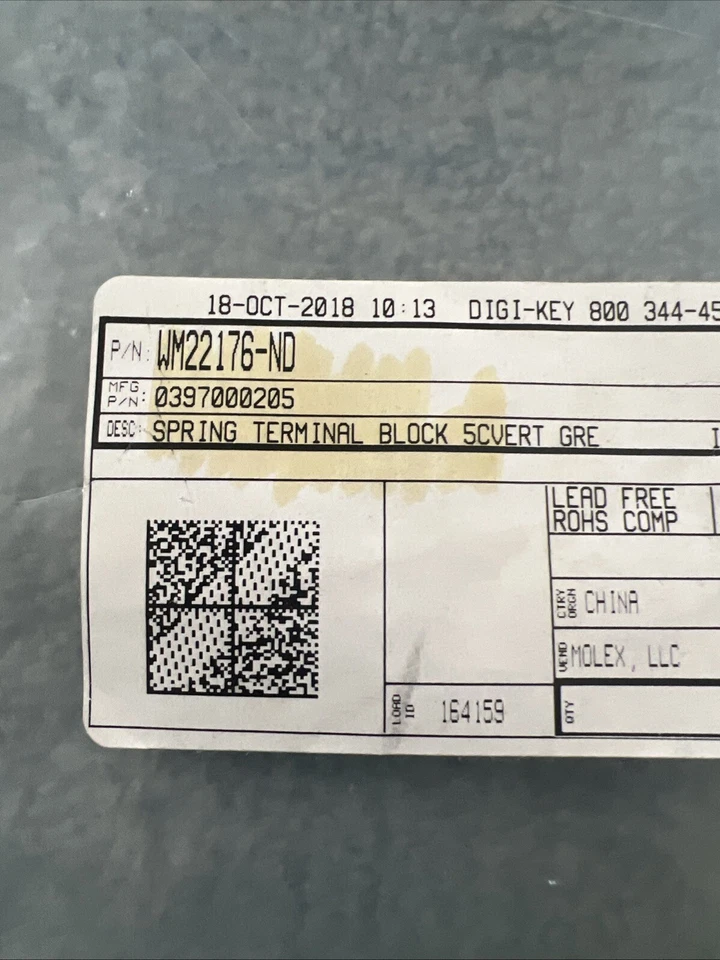 18-OCT-2018 10:13 DIGI-KEY 800 344-45
P/N: WM22176-ND
MFG P/N: 0397000205
DESC: SPRING TERMINAL BLOCK 5CVERT GRE I
LEAD FREE
ROHS COMP
CTRY ORGN CHINA
VEND MOLEX, LLC
LOAD ID 164159
QTY